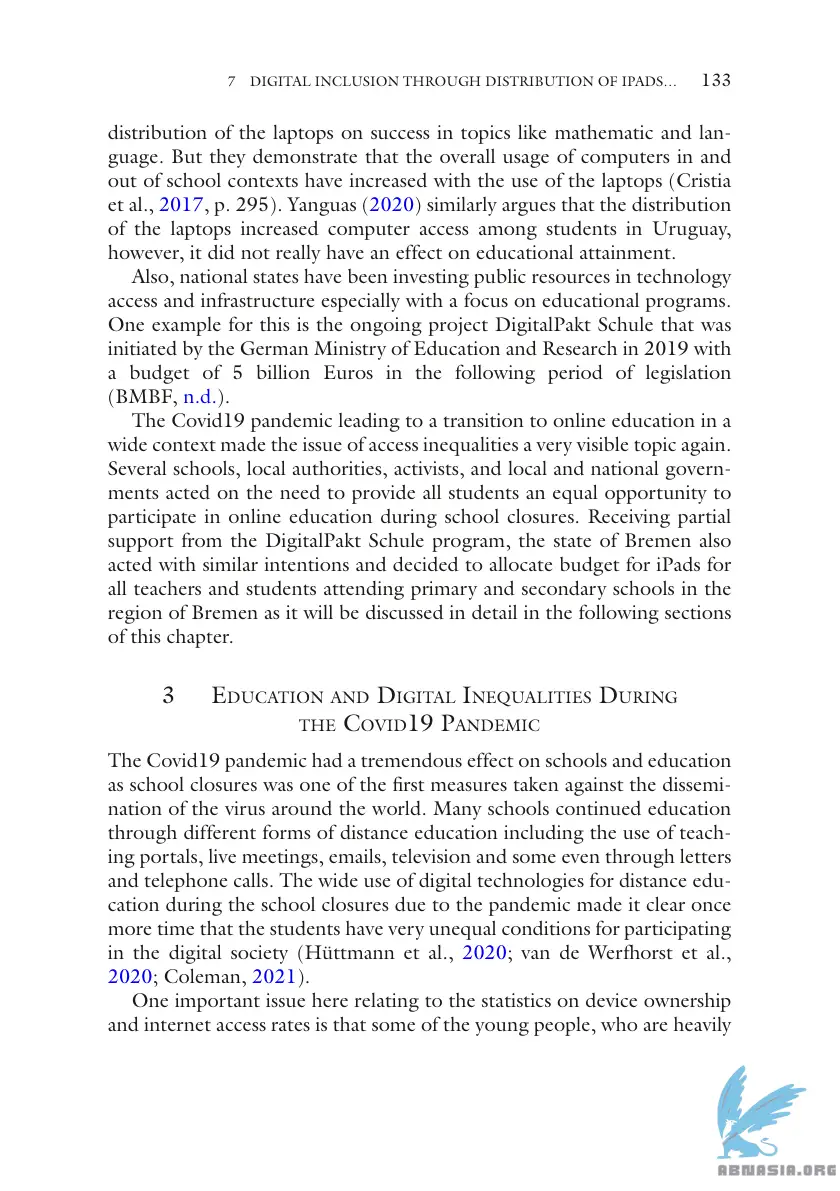 7 DIGITAL INCLUSION THROUGH DISTRIBUTION OF IPADS… 133
distribution of the laptops on success in topics like mathematic and lan-
guage. But they demonstrate that the overall usage of computers in and
out of school contexts have increased with the use of the laptops (Cristia
et al., 2017, p. 295). Yanguas (2020) similarly argues that the distribution
of the laptops increased computer access among students in Uruguay,
however, it did not really have an effect on educational attainment.
Also, national states have been investing public resources in technology
access and infrastructure especially with a focus on educational programs.
One example for this is the ongoing project DigitalPakt Schule that was
initiated by the German Ministry of Education and Research in 2019 with
a budget of 5 billion Euros in the following period of legislation
(BMBF, n.d.).
The Covid19 pandemic leading to a transition to online education in a
wide context made the issue of access inequalities a very visible topic again.
Several schools, local authorities, activists, and local and national govern-
ments acted on the need to provide all students an equal opportunity to
participate in online education during school closures. Receiving partial
support from the DigitalPakt Schule program, the state of Bremen also
acted with similar intentions and decided to allocate budget for iPads for
all teachers and students attending primary and secondary schools in the
region of Bremen as it will be discussed in detail in the following sections
of this chapter.
3 Education and Digital Inequalities During
the Covid19 Pandemic
The Covid19 pandemic had a tremendous effect on schools and education
as school closures was one of the first measures taken against the dissemi-
nation of the virus around the world. Many schools continued education
through different forms of distance education including the use of teach-
ing portals, live meetings, emails, television and some even through letters
and telephone calls. The wide use of digital technologies for distance edu-
cation during the school closures due to the pandemic made it clear once
more time that the students have very unequal conditions for participating
in the digital society (Hüttmann et al., 2020; van de Werfhorst et al.,
2020; Coleman, 2021).
One important issue here relating to the statistics on device ownership
and internet access rates is that some of the young people, who are heavily
ABNASIA.ORG